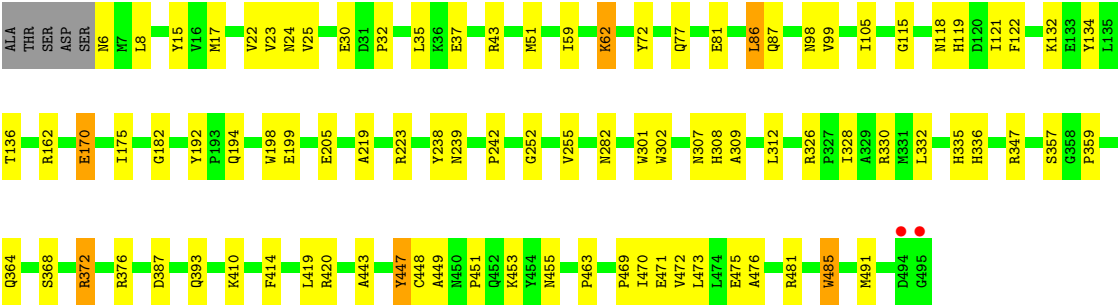 ALA THR SER ASP SER N6 M7 L8 Y15 V16 M17 V22 V23 N24 V25 E30 D31 P32 L35 K36 E37 R43 M51 I59 K62 Y72 Q77 E81 L86 Q87 N98 V99 I105 G115 N118 H119 D120 I121 F122 K132 E133 Y134 L135
T136 R162 E170 I175 G182 Y192 P193 Q194 W198 E199 E205 A219 R223 Y238 N239 P242 G252 V255 N282 W301 W302 N307 H308 A309 L312 R326 P327 I328 A329 R330 M331 L332 H335 H336 R347 S357 G358 P359
Q364 S368 R372 R376 D387 Q393 K410 F414 L419 R420 A443 Y447 C448 A449 N450 P451 Q452 K453 Y454 N455 P463 P469 I470 E471 V472 L473 L474 E475 A476 R481 W485 M491 D494 G495